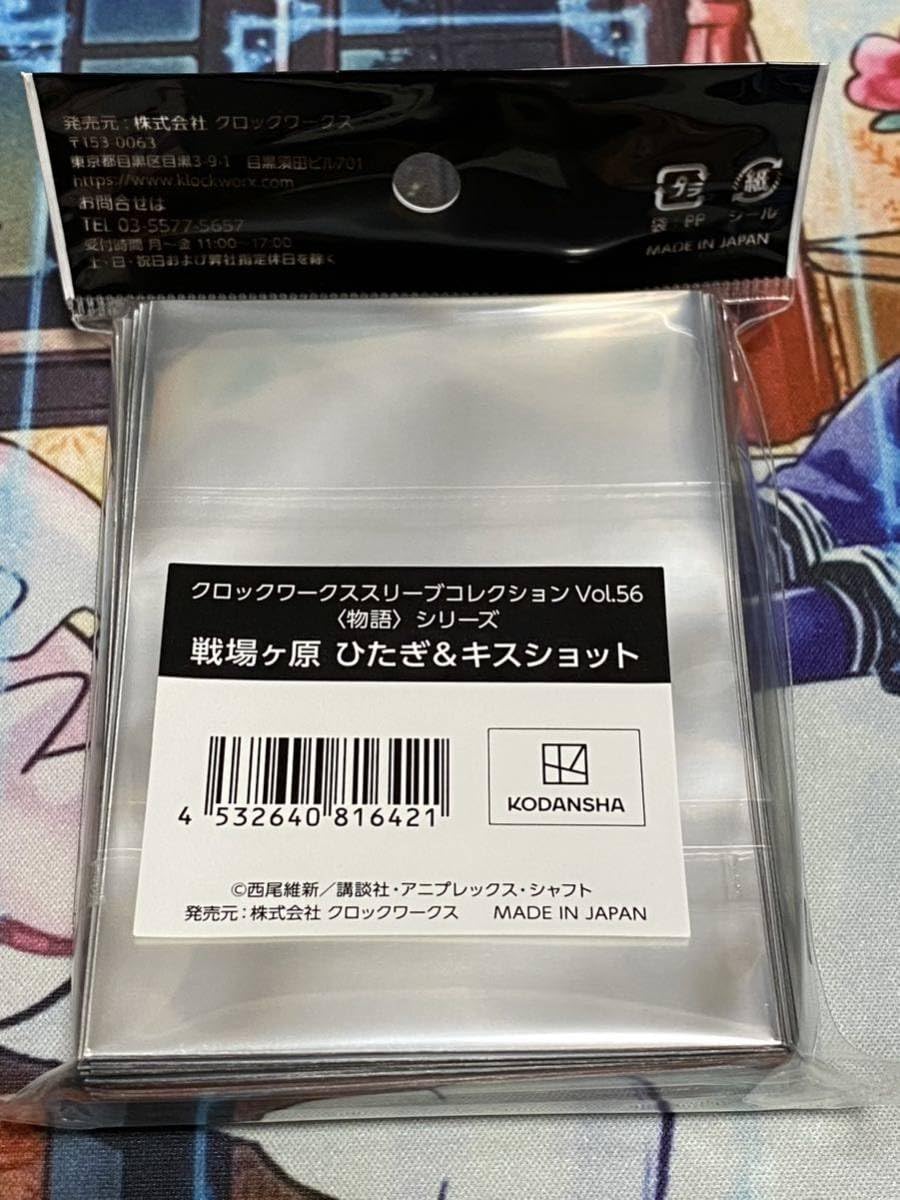 発売元：株式会社 クロックワークス
〒153-0063
東京都目黒区目黒3-9-1 目黒須田ビル701
https://www.klockworx.com
お問合せは
TEL 03-5577-5657
受付時間 月～金 11:00～17:00
土・日・祝日および弊社指定休日を除く
プラ
紙
袋：PP シール
MADE IN JAPAN
クロックワークススリーブコレクション Vol.56
〈物語〉シリーズ
戦場ヶ原 ひたぎ＆キスショット
4 532640 816421
KODANSHA
©西尾維新／講談社・アニプレックス・シャフト
発売元：株式会社 クロックワークス MADE IN JAPAN